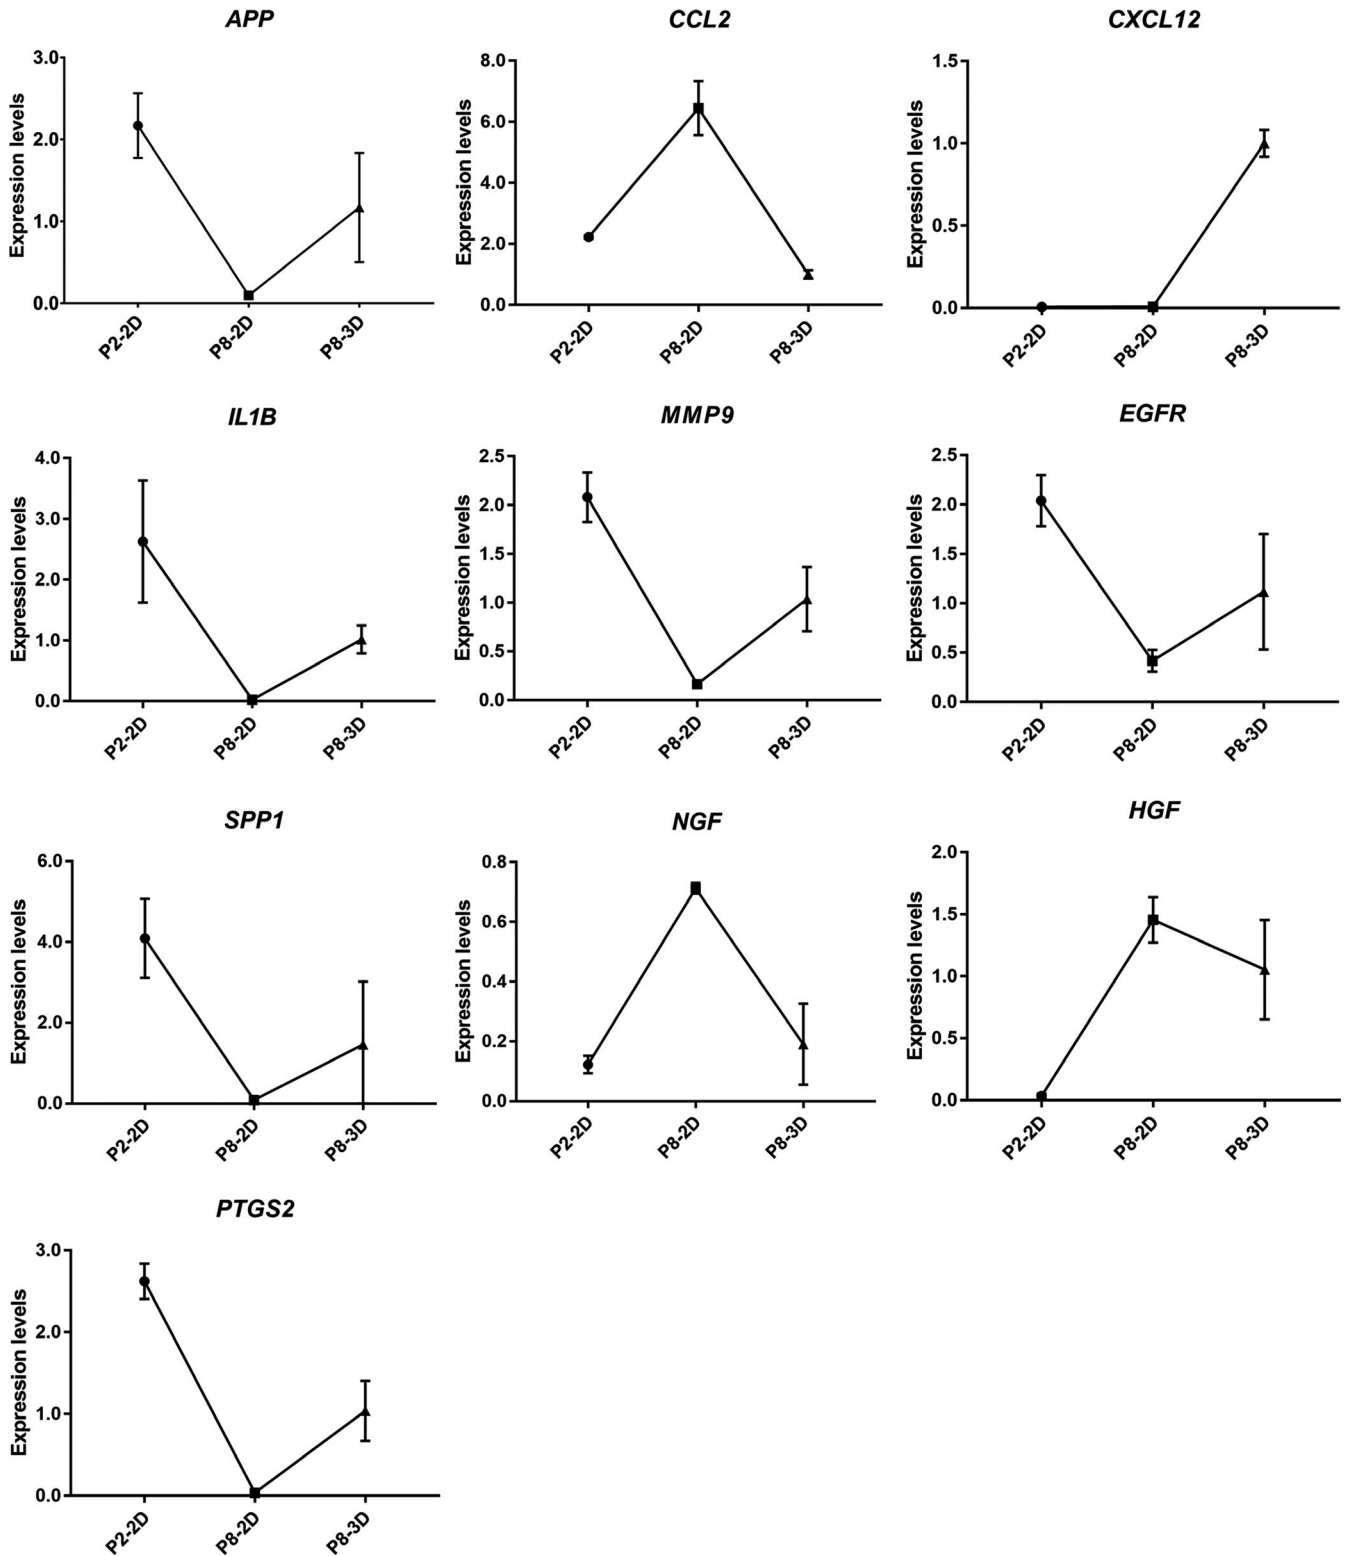 APP
CCL2
CXCL12
Expression levels
3.0
2.0
1.0
0.0
P2-2D
P8-2D
P8-3D
Expression levels
8.0
6.0
4.0
2.0
0.0
P2-2D
P8-2D
P8-3D
Expression levels
1.5
1.0
0.5
0.0
P2-2D
P8-2D
P8-3D
IL1B
MMP9
EGFR
Expression levels
4.0
3.0
2.0
1.0
0.0
P2-2D
P8-2D
P8-3D
Expression levels
2.5
2.0
1.5
1.0
0.5
0.0
P2-2D
P8-2D
P8-3D
Expression levels
2.5
2.0
1.5
1.0
0.5
0.0
P2-2D
P8-2D
P8-3D
SPP1
NGF
HGF
Expression levels
6.0
4.0
2.0
0.0
P2-2D
P8-2D
P8-3D
Expression levels
0.8
0.6
0.4
0.2
0.0
P2-2D
P8-2D
P8-3D
Expression levels
2.0
1.5
1.0
0.5
0.0
P2-2D
P8-2D
P8-3D
PTGS2
Expression levels
3.0
2.0
1.0
0.0
P2-2D
P8-2D
P8-3D